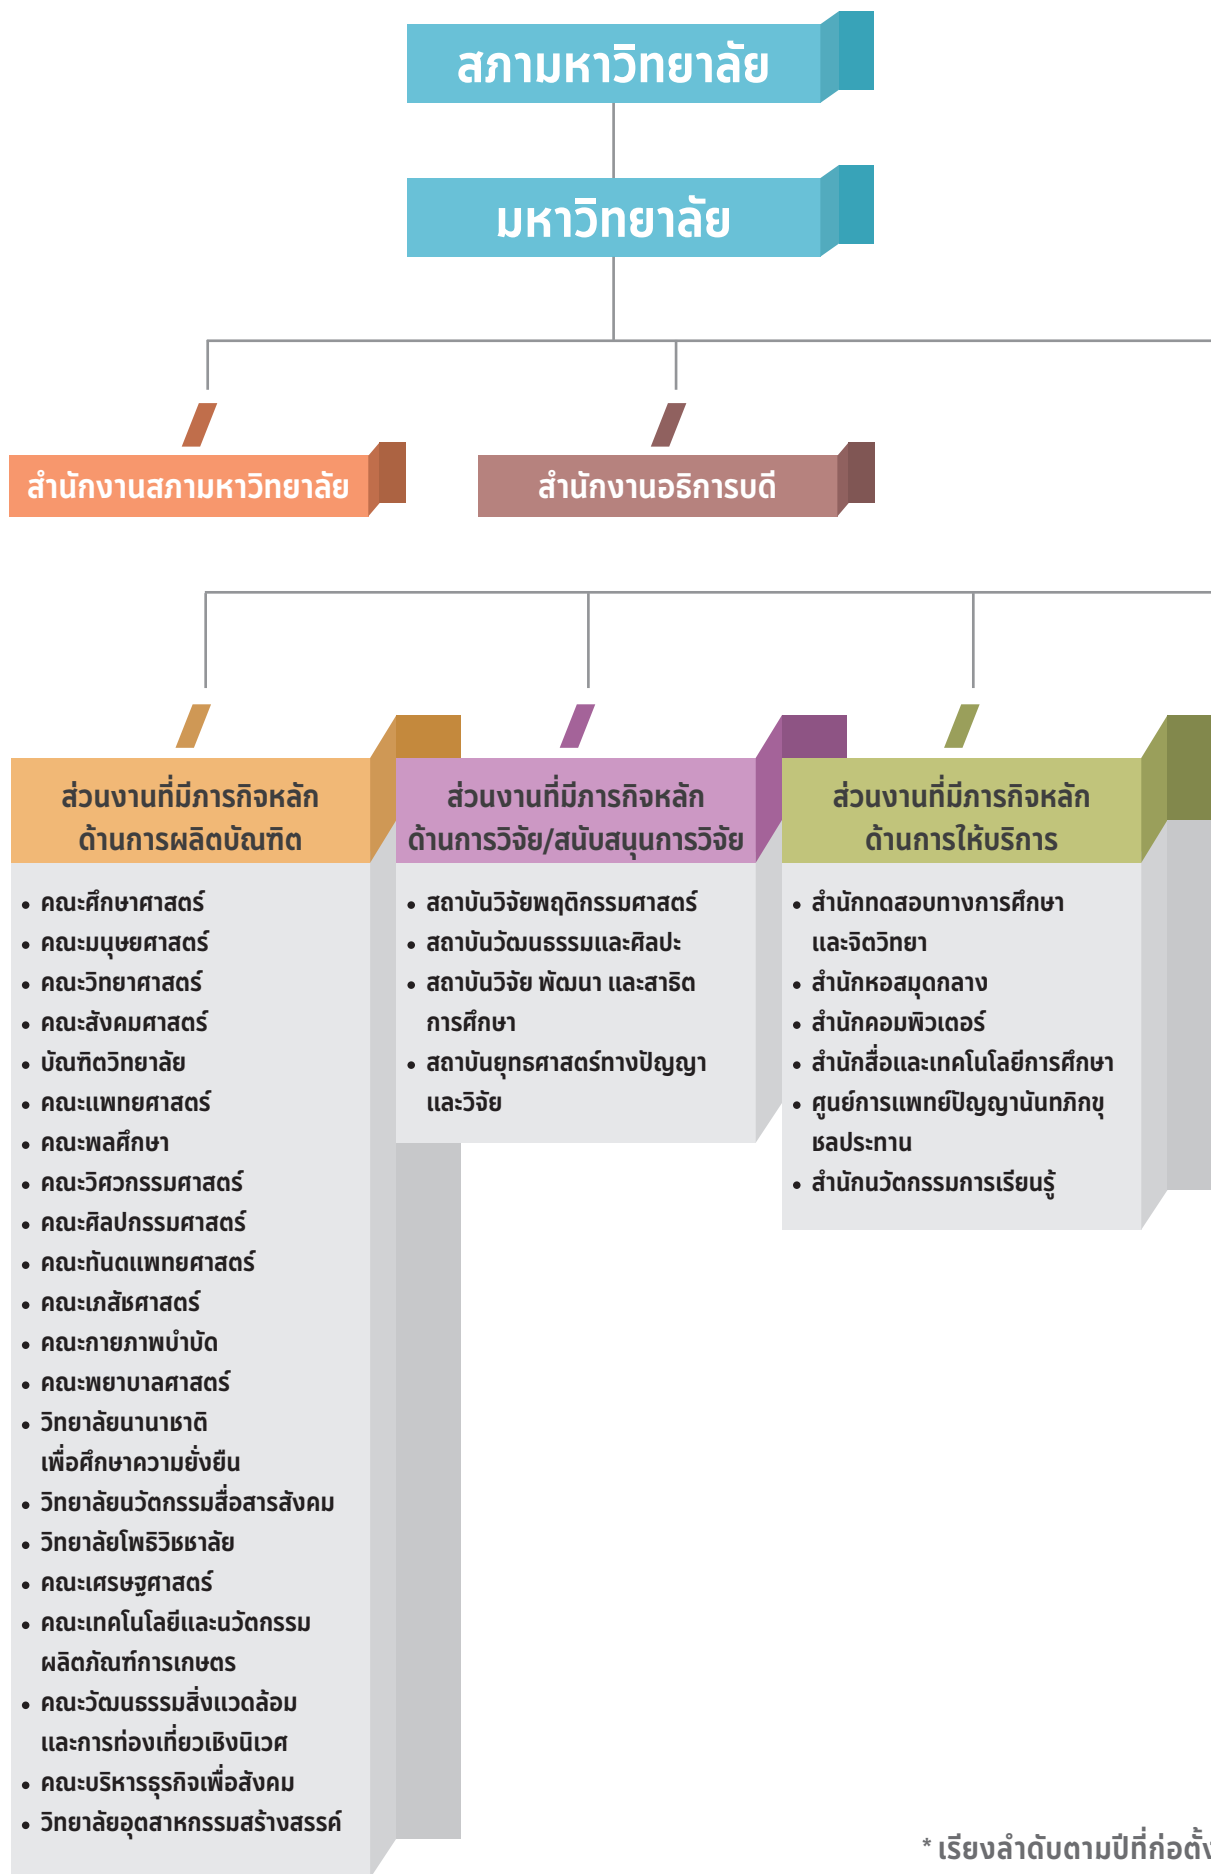 สภามหาวิทยาลัย
มหาวิทยาลัย
สำนักงานสภามหาวิทยาลัย
สำนักงานอธิการบดี
ส่วนงานที่มีภารกิจหลัก
ด้านการผลิตบัณฑิต
• คณะศึกษาศาสตร์
• คณะมนุษยศาสตร์
• คณะวิทยาศาสตร์
• คณะสังคมศาสตร์
• บัณฑิตวิทยาลัย
• คณะแพทยศาสตร์
• คณะพลศึกษา
• คณะวิศวกรรมศาสตร์
• คณะศิลปกรรมศาสตร์
• คณะทันตแพทยศาสตร์
• คณะเภสัชศาสตร์
• คณะกายภาพบำบัด
• คณะพยาบาลศาสตร์
• วิทยาลัยนานาชาติ
เพื่อศึกษาความยั่งยืน
• วิทยาลัยนวัตกรรมสื่อสารสังคม
• วิทยาลัยโพธิวิชชาลัย
• คณะเศรษฐศาสตร์
• คณะเทคโนโลยีและนวัตกรรม
ผลิตภัณฑ์การเกษตร
• คณะวัฒนธรรมสิ่งแวดล้อม
และการท่องเที่ยวเชิงนิเวศ
• คณะบริหารธุรกิจเพื่อสังคม
• วิทยาลัยอุตสาหกรรมสร้างสรรค์
ส่วนงานที่มีภารกิจหลัก
ด้านการวิจัย/สนับสนุนการวิจัย
• สถาบันวิจัยพฤติกรรมศาสตร์
• สถาบันวัฒนธรรมและศิลปะ
• สถาบันวิจัย พัฒนา และสาธิต
การศึกษา
• สถาบันยุทธศาสตร์ทางปัญญา
และวิจัย
ส่วนงานที่มีภารกิจหลัก
ด้านการให้บริการ
• สำนักทดสอบทางการศึกษา
และจิตวิทยา
• สำนักหอสมุดกลาง
• สำนักคอมพิวเตอร์
• สำนักสื่อและเทคโนโลยีการศึกษา
• ศูนย์การแพทย์ปัญญานันทภิกขุ
ชลประทาน
• สำนักนวัตกรรมการเรียนรู้
* เรียงลำดับตามปีที่ก่อตั้ง